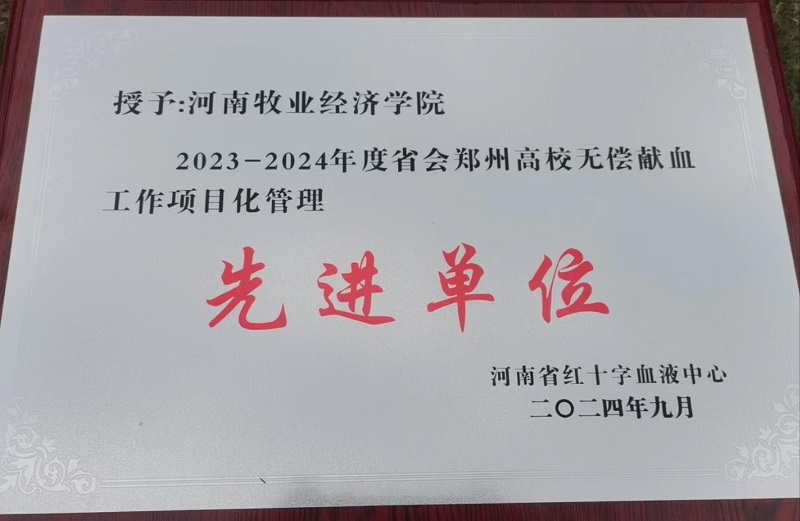 授予:河南牧业经济学院
2023-2024年度省会郑州高校无偿献血
工作项目化管理
先进单位
河南省红十字血液中心
二〇二四年九月